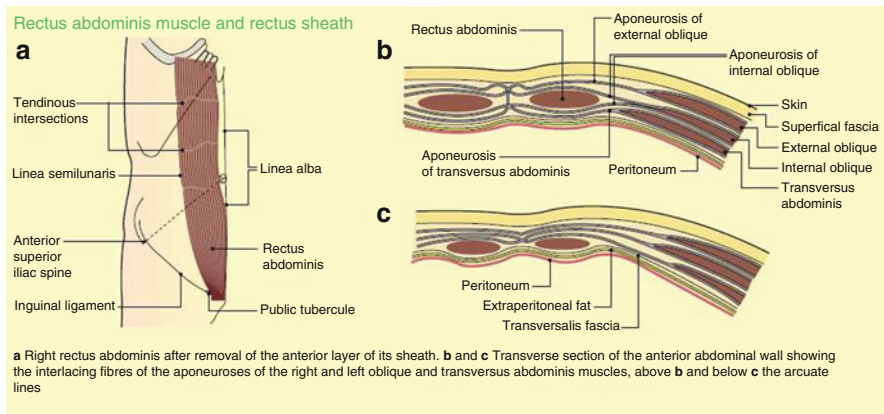 Rectus abdominis muscle and rectus sheath
a
Tendinous
intersections
Linea semilunaris
Anterior
superior
iliac spine
Inguinal ligament
Linea alba
Rectus
abdominis
Public tubercule
b
Rectus abdominis
Aponeurosis of
external oblique
Aponeurosis of
internal oblique
Skin
Superfical fascia
External oblique
Internal oblique
Transversus
abdominis
Aponeurosis
of transversus abdominis
Peritoneum
c
Peritoneum
Extraperitoneal fat
Transversalis fascia
a Right rectus abdominis after removal of the anterior layer of its sheath. b and c Transverse section of the anterior abdominal wall showing
the interlacing fibres of the aponeuroses of the right and left oblique and transversus abdominis muscles, above b and below c the arcuate
lines